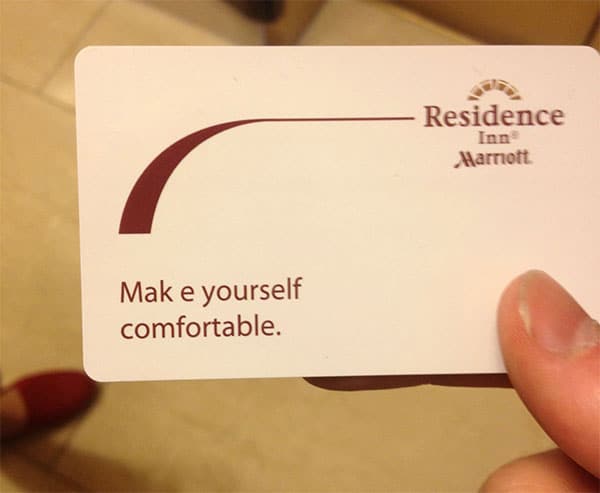 Residence
Inn®
Marriott.
Mak e yourself
comfortable.